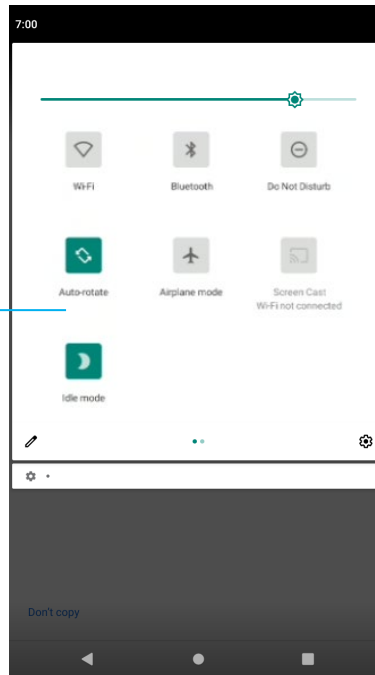 7:00
Wi-Fi
Bluetooth
Do Not Disturb
Auto-rotate
Airplane mode
Screen Cast
Wi-Fi not connected
Idle mode
Don't copy